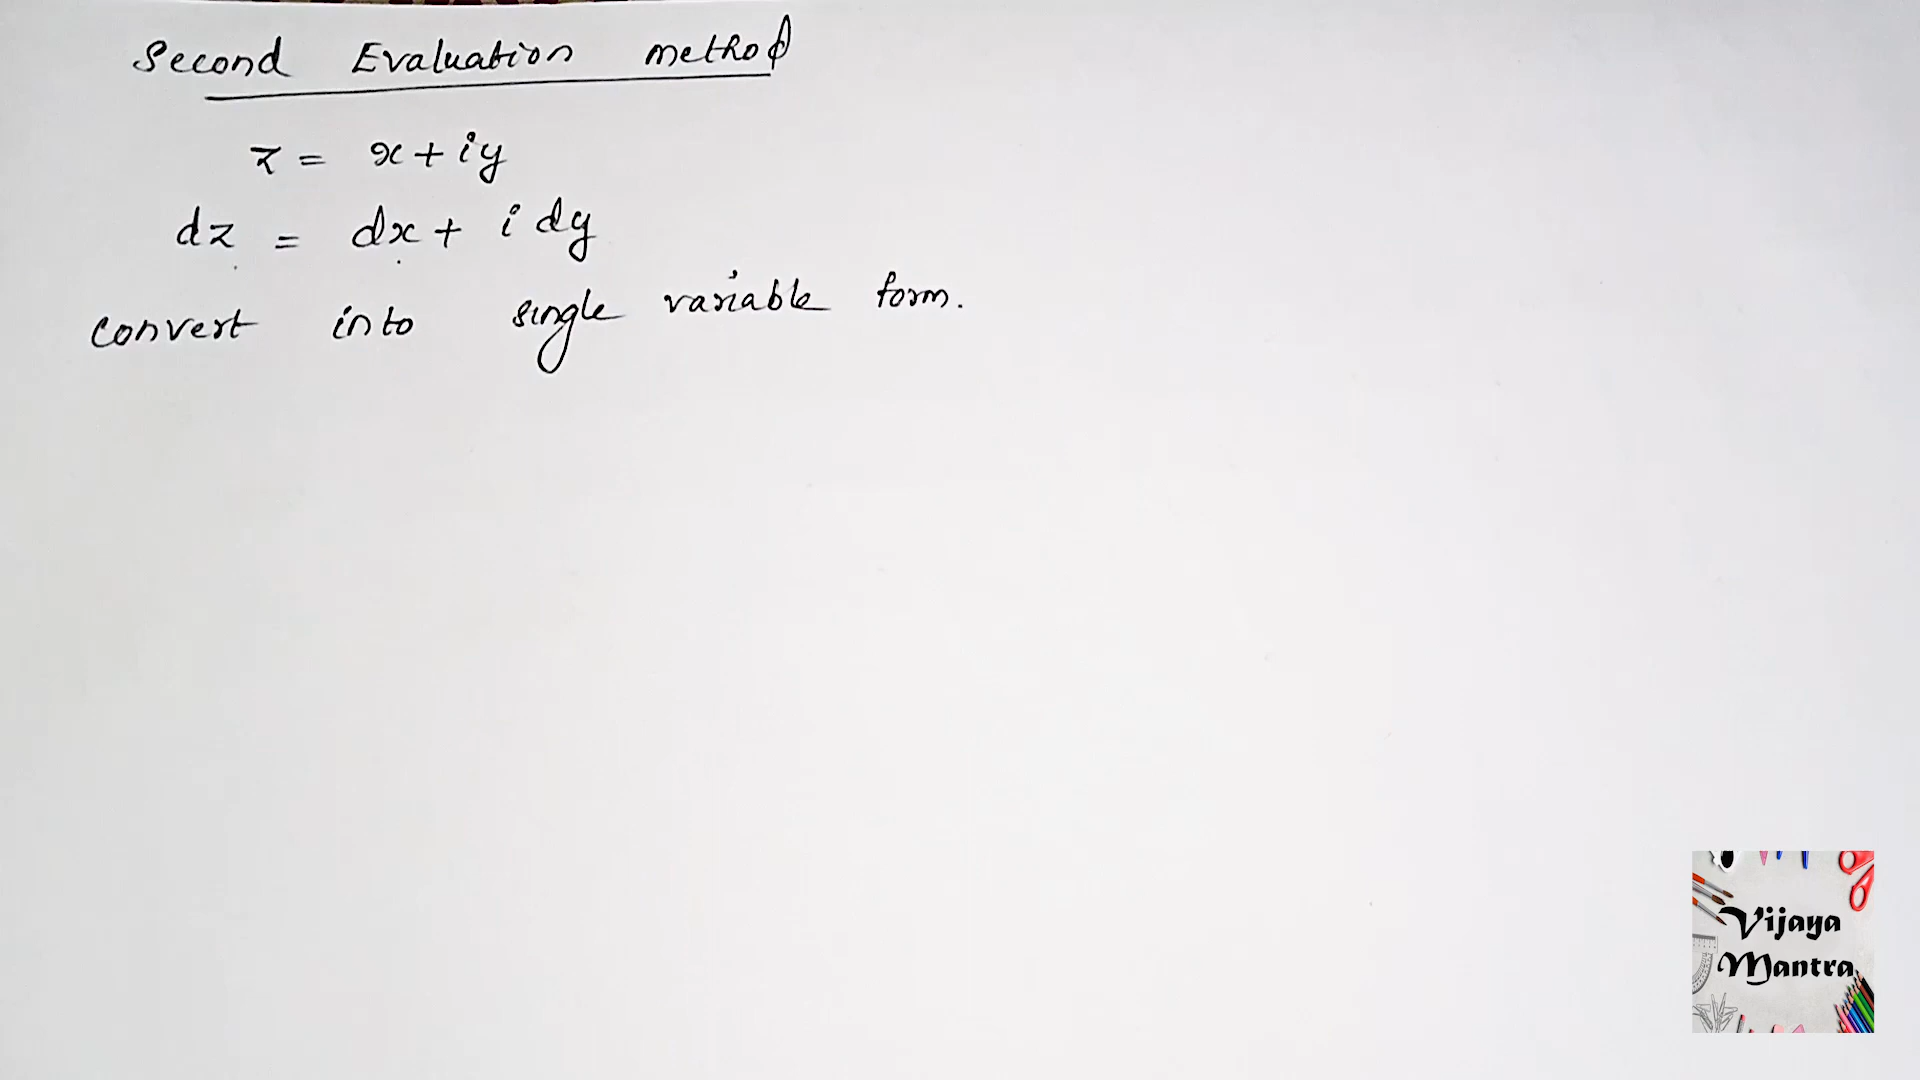 Second Evaluation method
z = x + iy
dz = dx + i dy
convert into single variable form.
Vijaya
Mantra